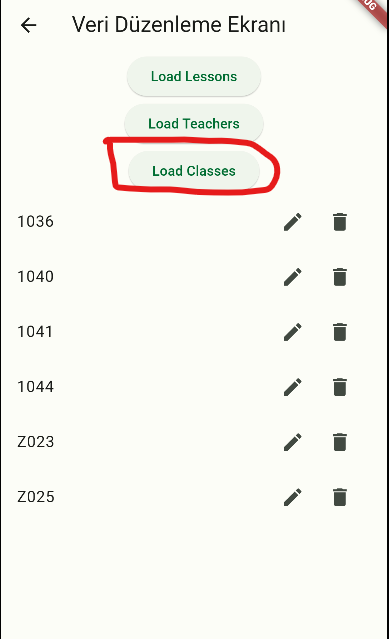 Veri Düzenleme Ekranı
Load Lessons
Load Teachers
Load Classes
1036
1040
1041
1044
Z023
Z025